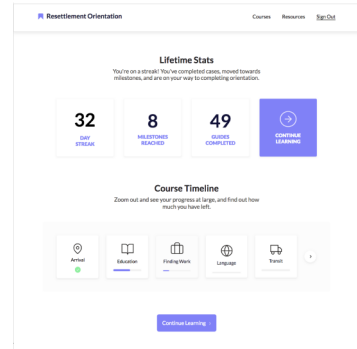 Resettlement Orientation
Courses
Resources
Sign Out
Lifetime Stats
You're on a streak! You've completed cases, moved towards
milestones, and are on your way to completing orientation.
32
DAY
STREAK
8
MILESTONES
REACHED
49
GUIDES
COMPLETED
CONTINUE
LEARNING
Course Timeline
Zoom out and see your progress at large, and find out how
much you have left.
Arrival
Education
Finding Work
Language
Transit
Continue Learning